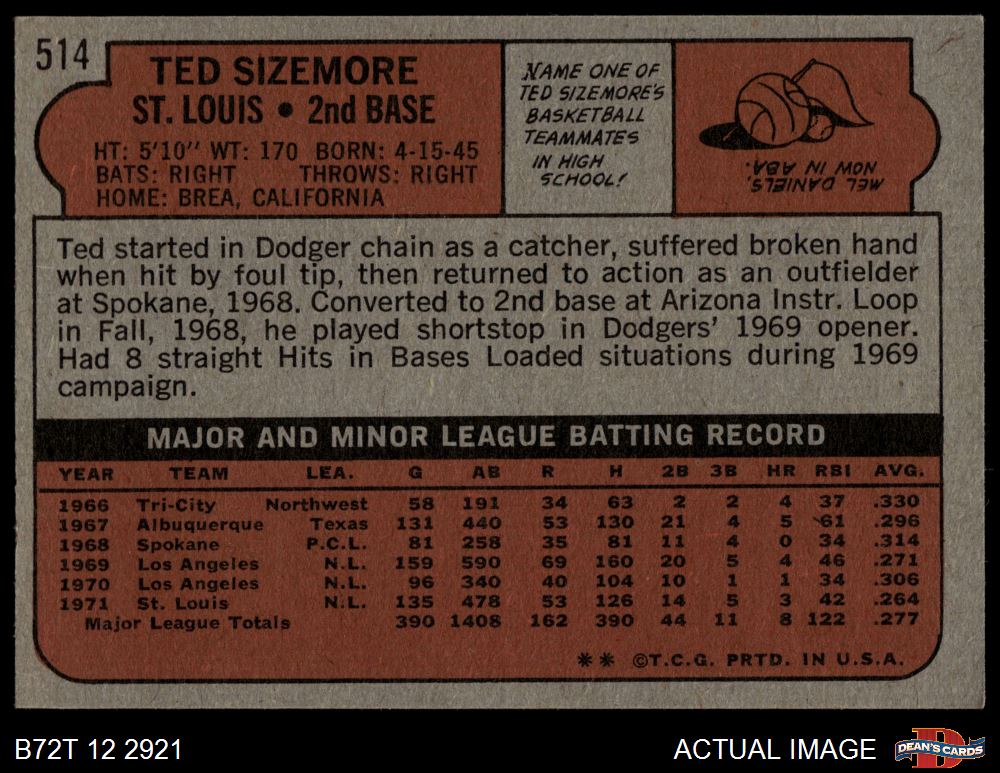 514
TED SIZEMORE
ST. LOUIS • 2nd BASE
HT: 5'10" WT: 170 BORN: 4-15-45
BATS: RIGHT THROWS: RIGHT
HOME: BREA, CALIFORNIA
NAME ONE OF
TED SIZEMORE'S
BASKETBALL
TEAMMATES
IN HIGH
SCHOOL!
MEL DANIELS,
NOW IN ABA.
Ted started in Dodger chain as a catcher, suffered broken hand
when hit by foul tip, then returned to action as an outfielder
at Spokane, 1968. Converted to 2nd base at Arizona Instr. Loop
in Fall, 1968, he played shortstop in Dodgers' 1969 opener.
Had 8 straight Hits in Bases Loaded situations during 1969
campaign.
MAJOR AND MINOR LEAGUE BATTING RECORD
YEAR TEAM LEA. G AB R H 2B 3B HR RBI AVG.
1966 Tri-City Northwest 58 191 34 63 2 2 4 37 .330
1967 Albuquerque Texas 131 440 53 130 21 4 5 61 .296
1968 Spokane P.C.L. 81 258 35 81 11 4 0 34 .314
1969 Los Angeles N.L. 159 590 69 160 20 5 4 46 .271
1970 Los Angeles N.L. 96 340 40 104 10 1 1 34 .306
1971 St. Louis N.L. 135 478 53 126 14 5 3 42 .264
Major League Totals 390 1408 162 390 44 11 8 122 .277
** ©T.C.G. PRTD. IN U.S.A.
B72T 12 2921
ACTUAL IMAGE
DEAN'S CARDS